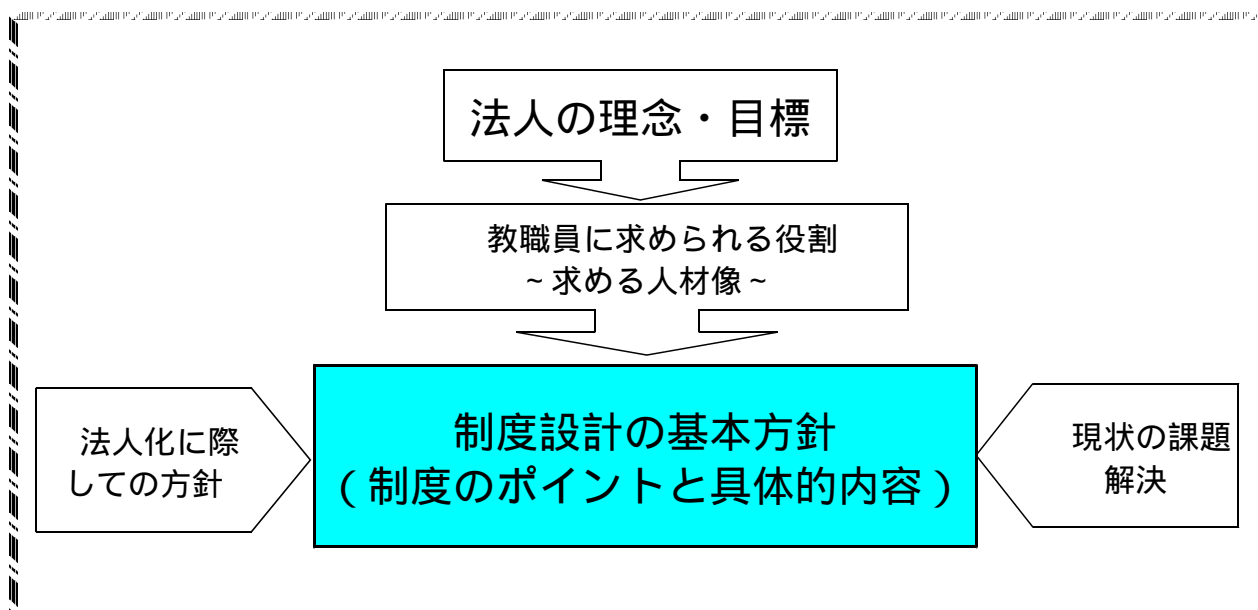 法人の理念・目標
教職員に求められる役割
~求める人材像~
制度設計の基本方針
(制度のポイントと具体的内容)
法人化に際
しての方針
現状の課題
解決